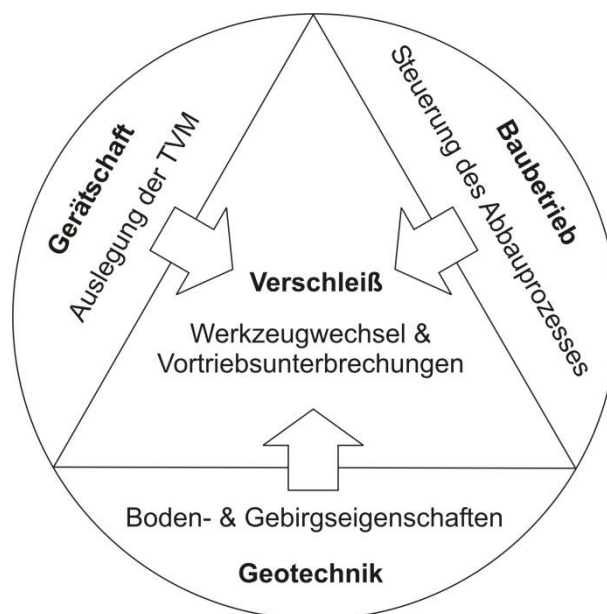 Gerätschaft
Auslegung der TVM
Baubetrieb
Steuerung des Abbauprozesses
Verschleiß
Werkzeugwechsel &
Vortriebsunterbrechungen
Boden- & Gebirgseigenschaften
Geotechnik